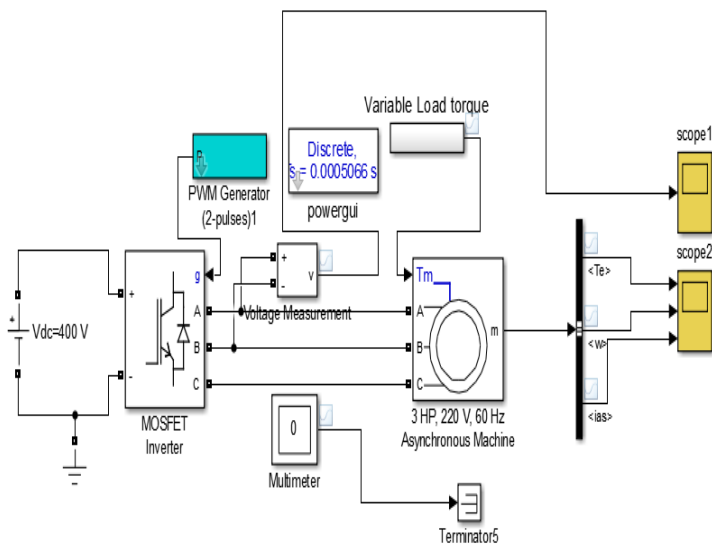 Variable Load torque
scope1
Discrete,
s = 0.0005066 s
powergui
PWM Generator
(2-pulses)1
scope2
g
+
-
v
Voltage Measurement
Tm
<Te>
+
A
A
m
<w>
Vdc=400 V
B
B
-
C
C
<ias>
MOSFET
Inverter
3 HP, 220 V, 60 Hz
Asynchronous Machine
0
Multimeter
Terminator5